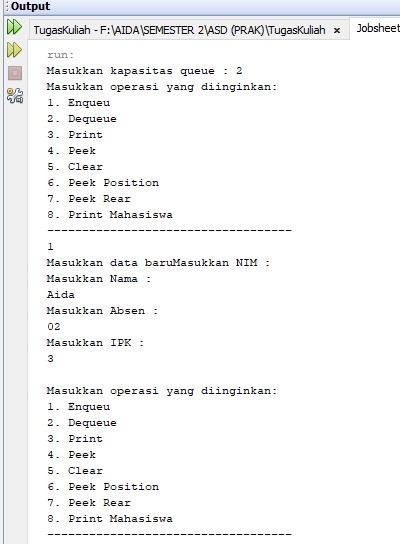 Output
TugasKuliah - F:\AIDA\SEMESTER 2\ASD (PRAK)\TugasKuliah × Jobsheet
run:
Masukkan kapasitas queue : 2
Masukkan operasi yang diinginkan:
1. Enqueu
2. Dequeue
3. Print
4. Peek
5. Clear
6. Peek Position
7. Peek Rear
8. Print Mahasiswa
-----------------------------------
1
Masukkan data baruMasukkan NIM :
Masukkan Nama :
Aida
Masukkan Absen :
02
Masukkan IPK :
3
Masukkan operasi yang diinginkan:
1. Enqueu
2. Dequeue
3. Print
4. Peek
5. Clear
6. Peek Position
7. Peek Rear
8. Print Mahasiswa
-----------------------------------